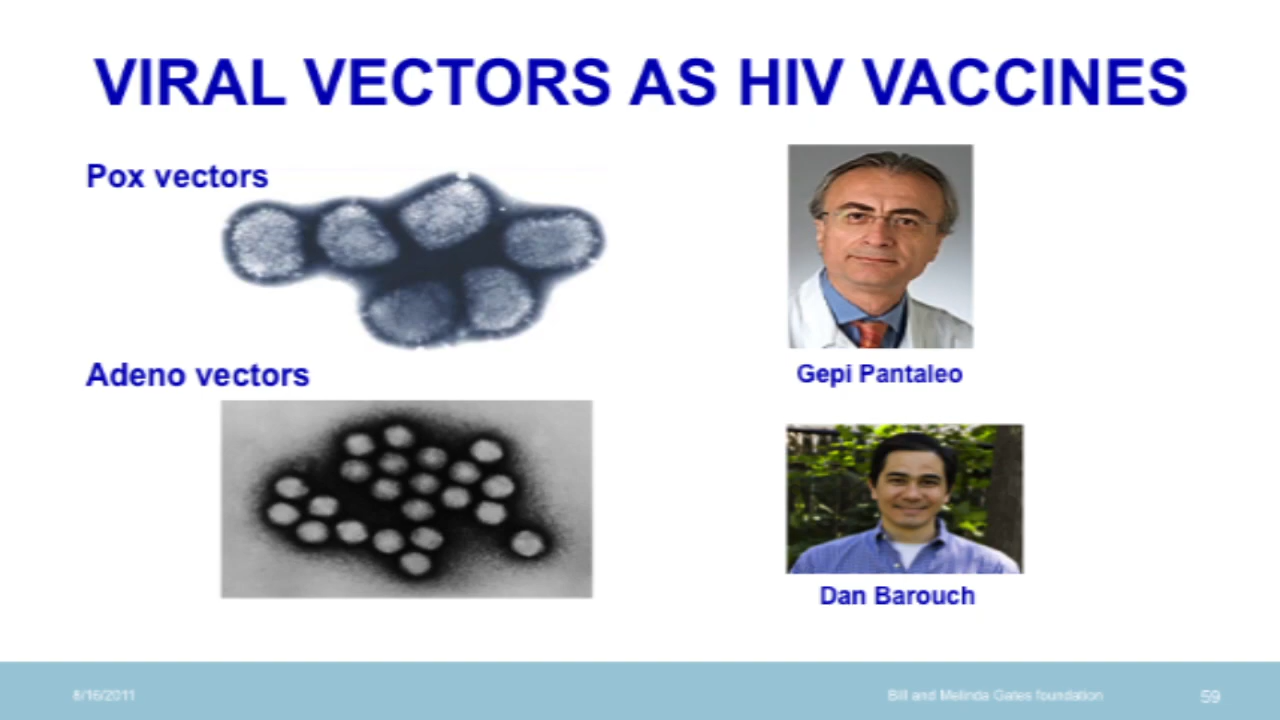 VIRAL VECTORS AS HIV VACCINES
Pox vectors
Gepi Pantaleo
Adeno vectors
Dan Barouch
8/16/2011
Bill and Melinda Gates foundation
59